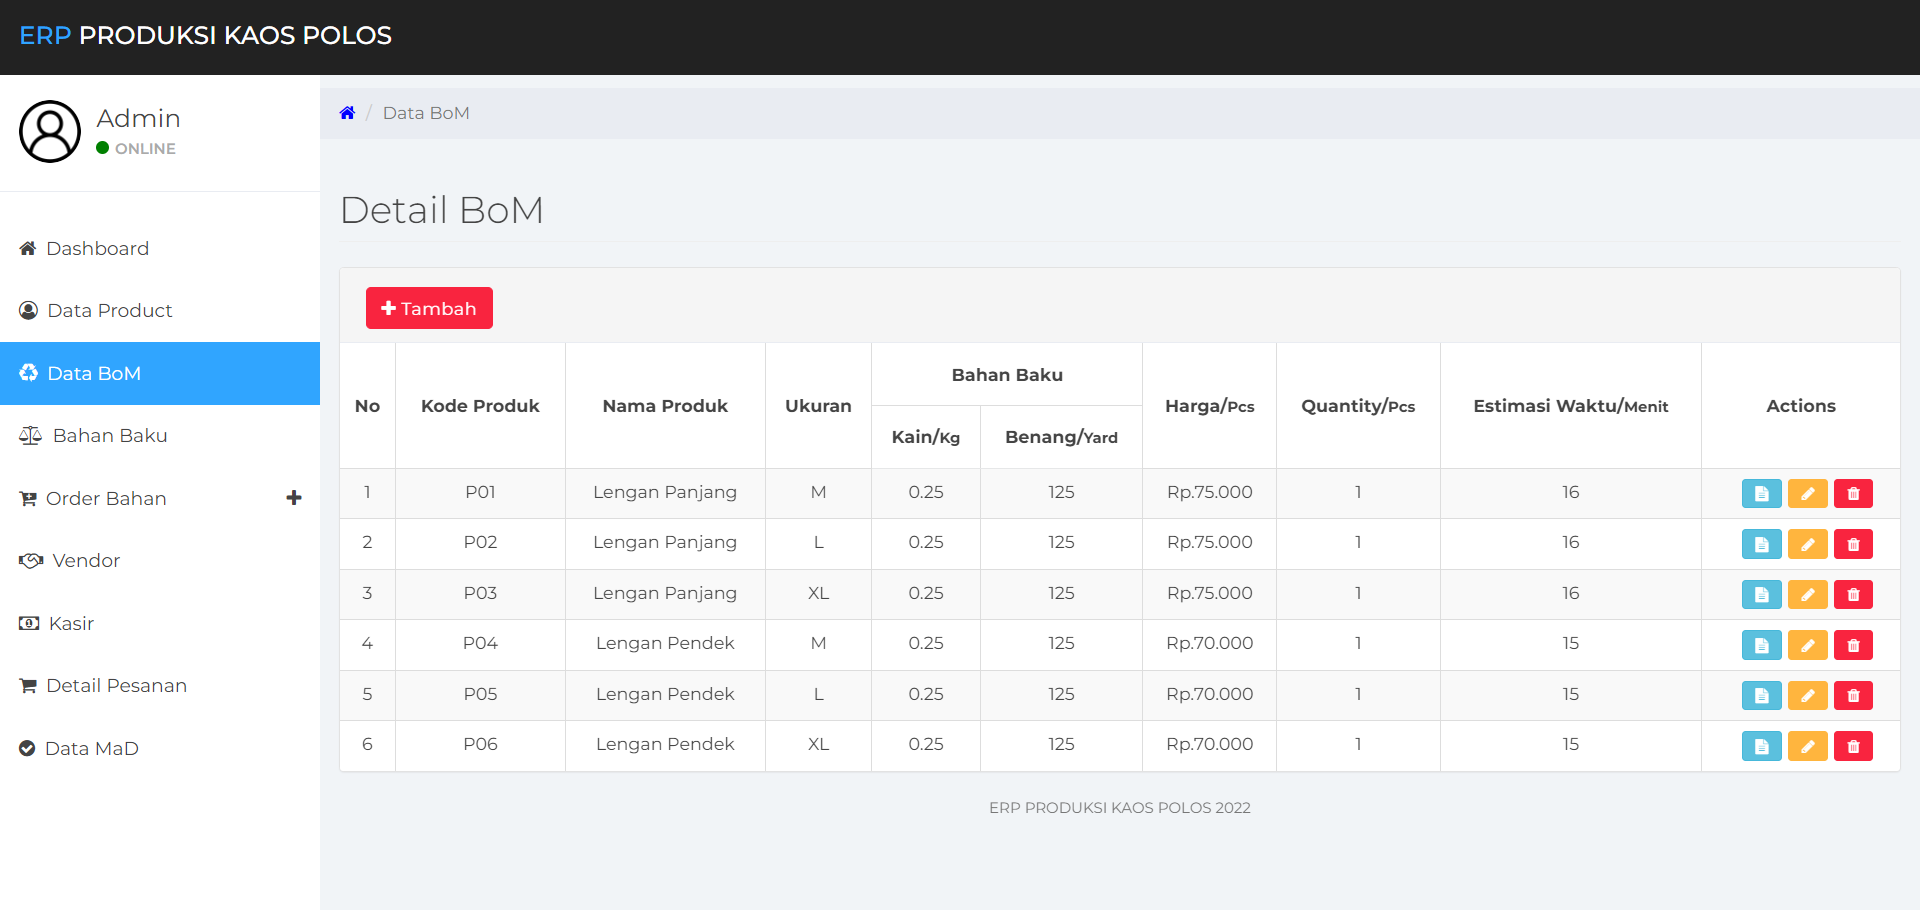 ERP PRODUKSI KAOS POLOS
Admin
ONLINE
Dashboard
Data Product
Data BoM
Bahan Baku
Order Bahan
Vendor
Kasir
Detail Pesanan
Data MaD
/ Data BoM
Detail BoM
Tambah
No Kode Produk Nama Produk Ukuran Bahan Baku Harga/Pcs Quantity/Pcs Estimasi Waktu/Menit Actions
Kain/Kg Benang/Yard
1 P01 Lengan Panjang M 0.25 125 Rp.75.000 1 16
2 P02 Lengan Panjang L 0.25 125 Rp.75.000 1 16
3 P03 Lengan Panjang XL 0.25 125 Rp.75.000 1 16
4 P04 Lengan Pendek M 0.25 125 Rp.70.000 1 15
5 P05 Lengan Pendek L 0.25 125 Rp.70.000 1 15
6 P06 Lengan Pendek XL 0.25 125 Rp.70.000 1 15
ERP PRODUKSI KAOS POLOS 2022